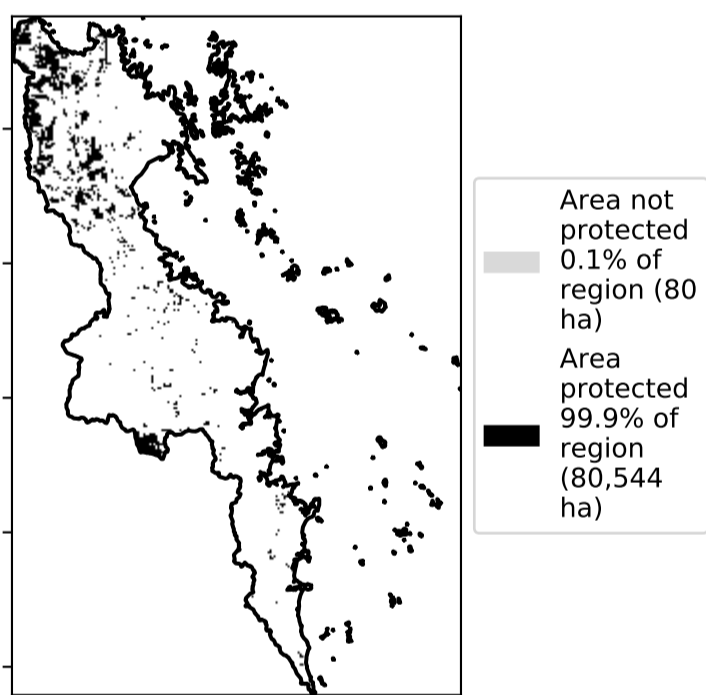 Area not
protected
0.1% of
region (80
ha)
Area
protected
99.9% of
region
(80,544
ha)